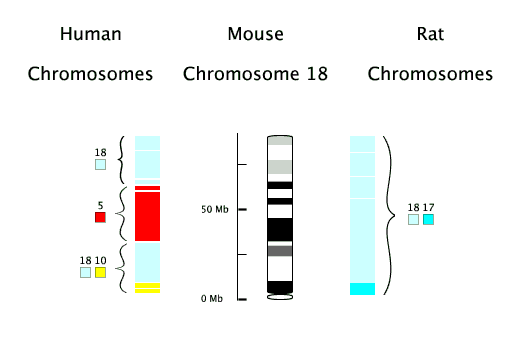 Human
Chromosomes
Mouse
Chromosome 18
Rat
Chromosomes
18
5
18 10
50 Mb
0 Mb
18 17